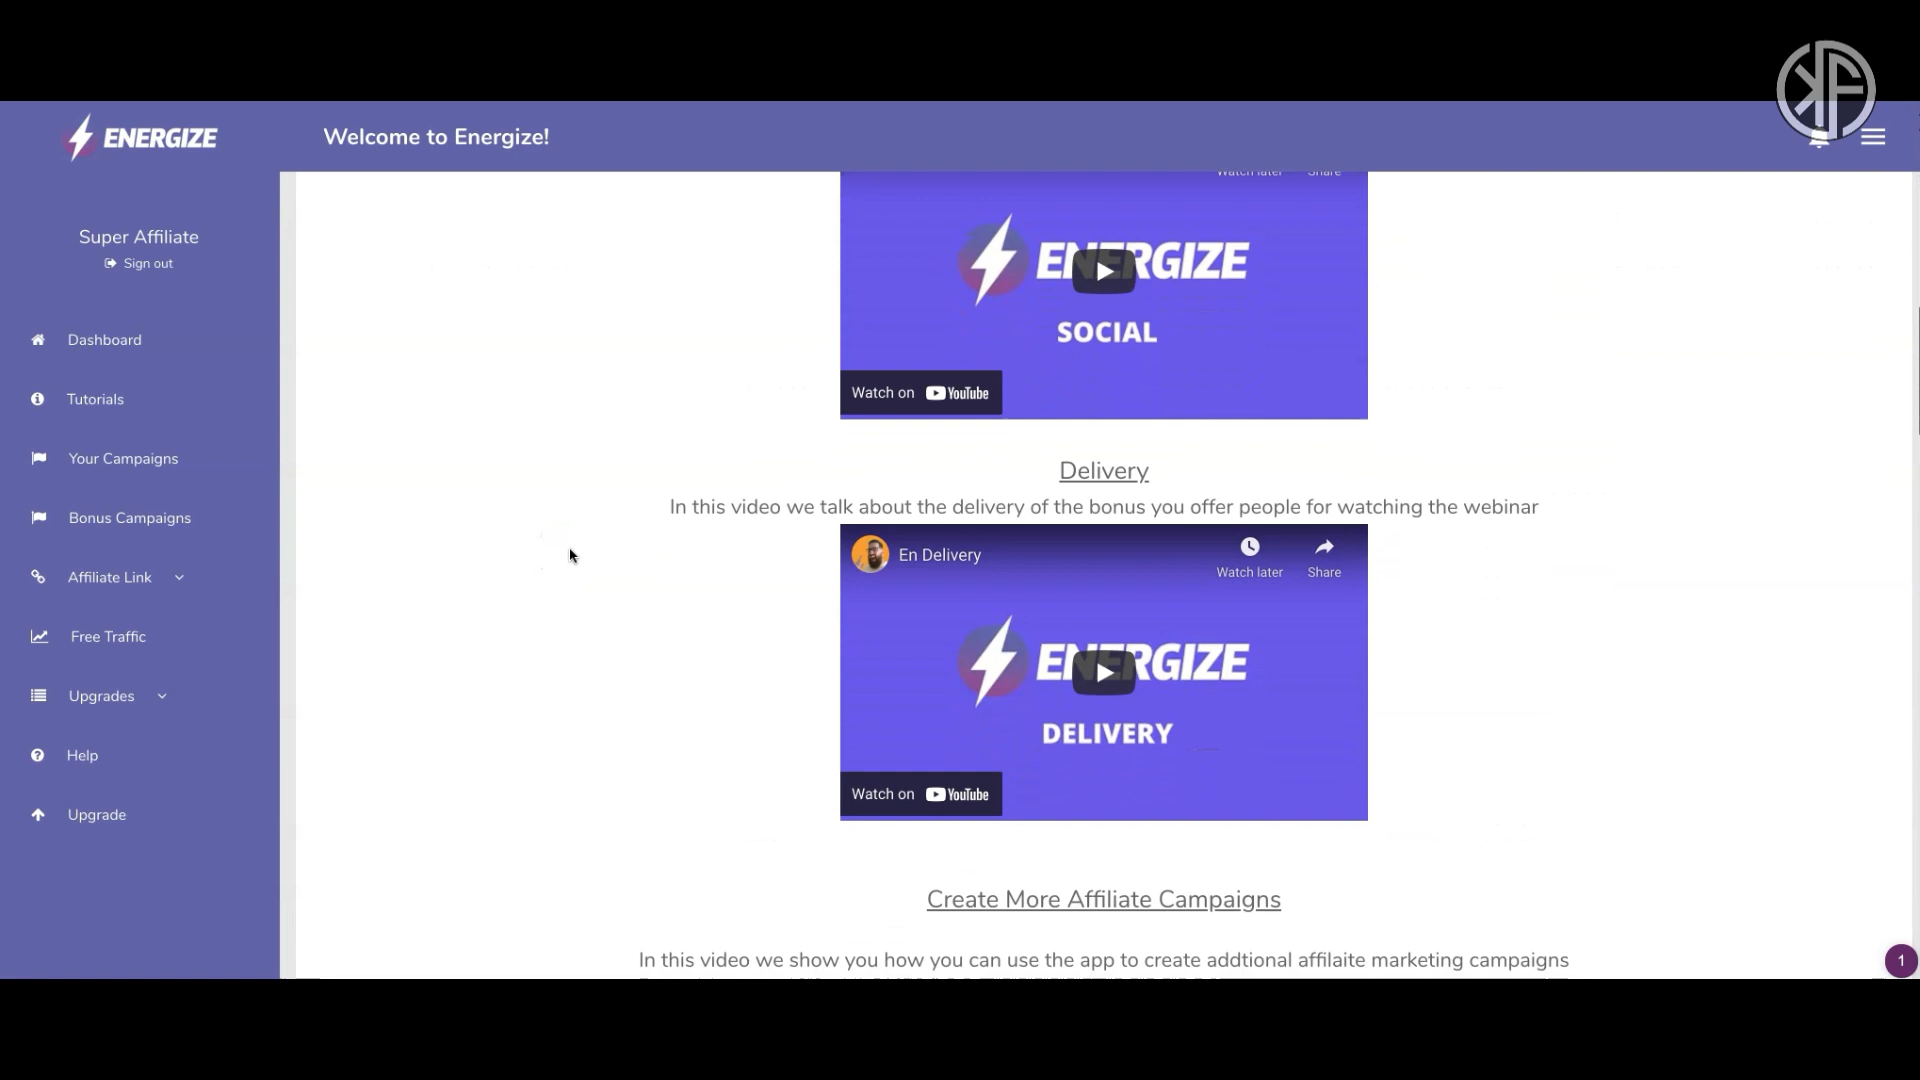 ENERGIZE
Welcome to Energize!
Super Affiliate
Sign out
Dashboard
Tutorials
Your Campaigns
Bonus Campaigns
Affiliate Link
Free Traffic
Upgrades
Help
Upgrade
Watch later
Share
ENERGIZE
SOCIAL
Watch on YouTube
Delivery
In this video we talk about the delivery of the bonus you offer people for watching the webinar
En Delivery
Watch later
Share
ENERGIZE
DELIVERY
Watch on YouTube
Create More Affiliate Campaigns
In this video we show you how you can use the app to create addtional affilaite marketing campaigns
1